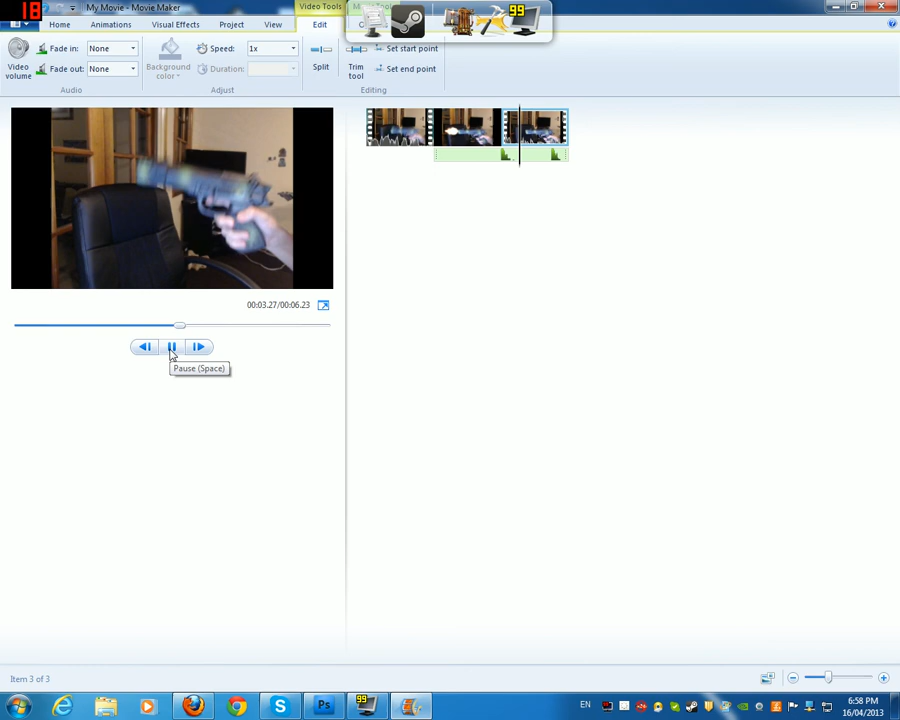 18
My Movie - Movie Maker
Video Tools
99
Home
Animations
Visual Effects
Project
View
Edit
Video
volume
Fade in:
None
Fade out:
None
Audio
Background
color
Speed:
1x
Duration:
Adjust
Split
Trim
tool
Set start point
Set end point
Editing
00:03.27/00:06.23
Pause (Space)
Item 3 of 3
Ps
99
EN
6:58 PM
16/04/2013